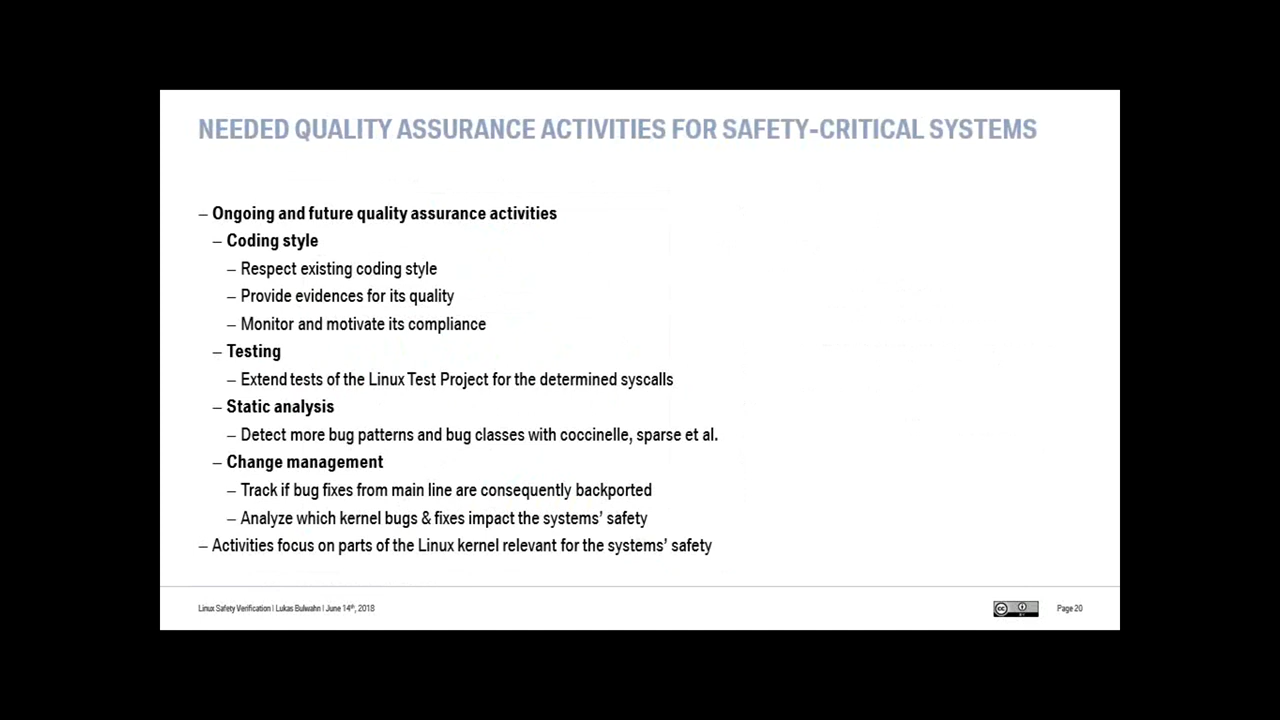 NEEDED QUALITY ASSURANCE ACTIVITIES FOR SAFETY-CRITICAL SYSTEMS
– Ongoing and future quality assurance activities
– Coding style
– Respect existing coding style
– Provide evidences for its quality
– Monitor and motivate its compliance
– Testing
– Extend tests of the Linux Test Project for the determined syscalls
– Static analysis
– Detect more bug patterns and bug classes with coccinelle, sparse et al.
– Change management
– Track if bug fixes from main line are consequently backported
– Analyze which kernel bugs & fixes impact the systems’ safety
– Activities focus on parts of the Linux kernel relevant for the systems’ safety
Linux Safety Verification | Lukas Bulwahn | June 14th, 2018
cc
BY
Page 20